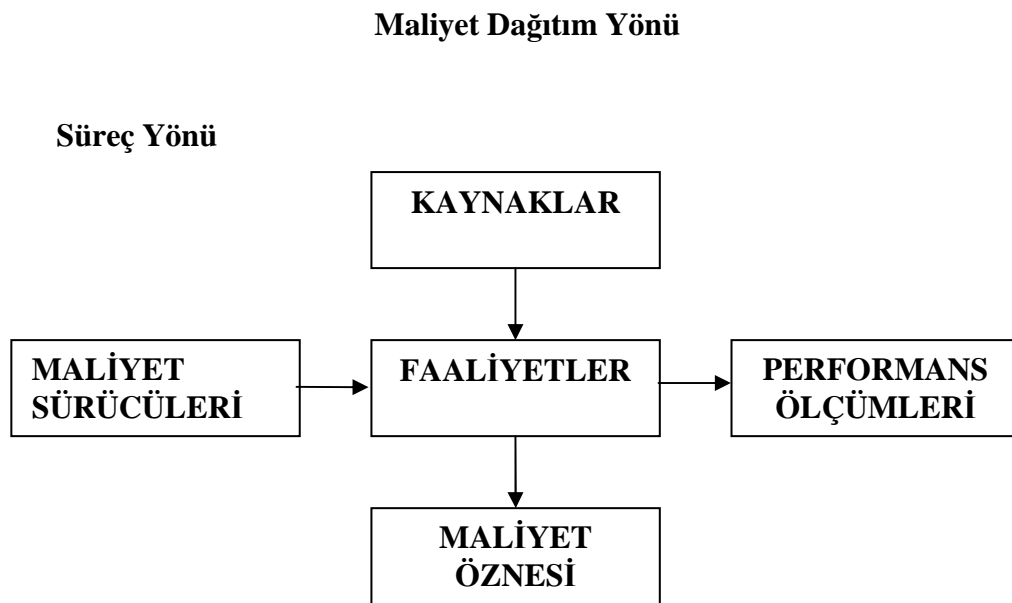 Maliyet Dağıtım Yönü
Süreç Yönü
KAYNAKLAR
MALİYET
SÜRÜCÜLERİ
FAALİYETLER
PERFORMANS
ÖLÇÜMLERİ
MALİYET
ÖZNESİ